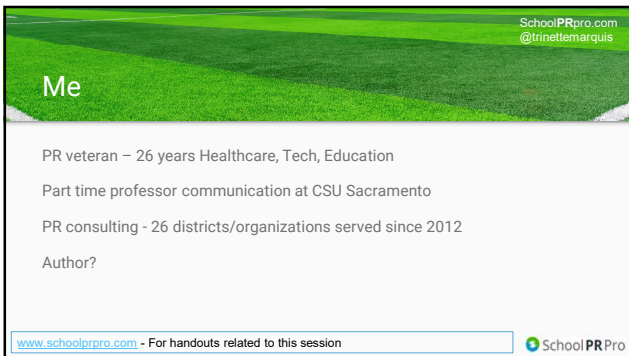 SchoolPRpro.com
@trinettemarquis
Me
PR veteran – 26 years Healthcare, Tech, Education
Part time professor communication at CSU Sacramento
PR consulting - 26 districts/organizations served since 2012
Author?
www.schoolprpro.com - For handouts related to this session
School PR Pro